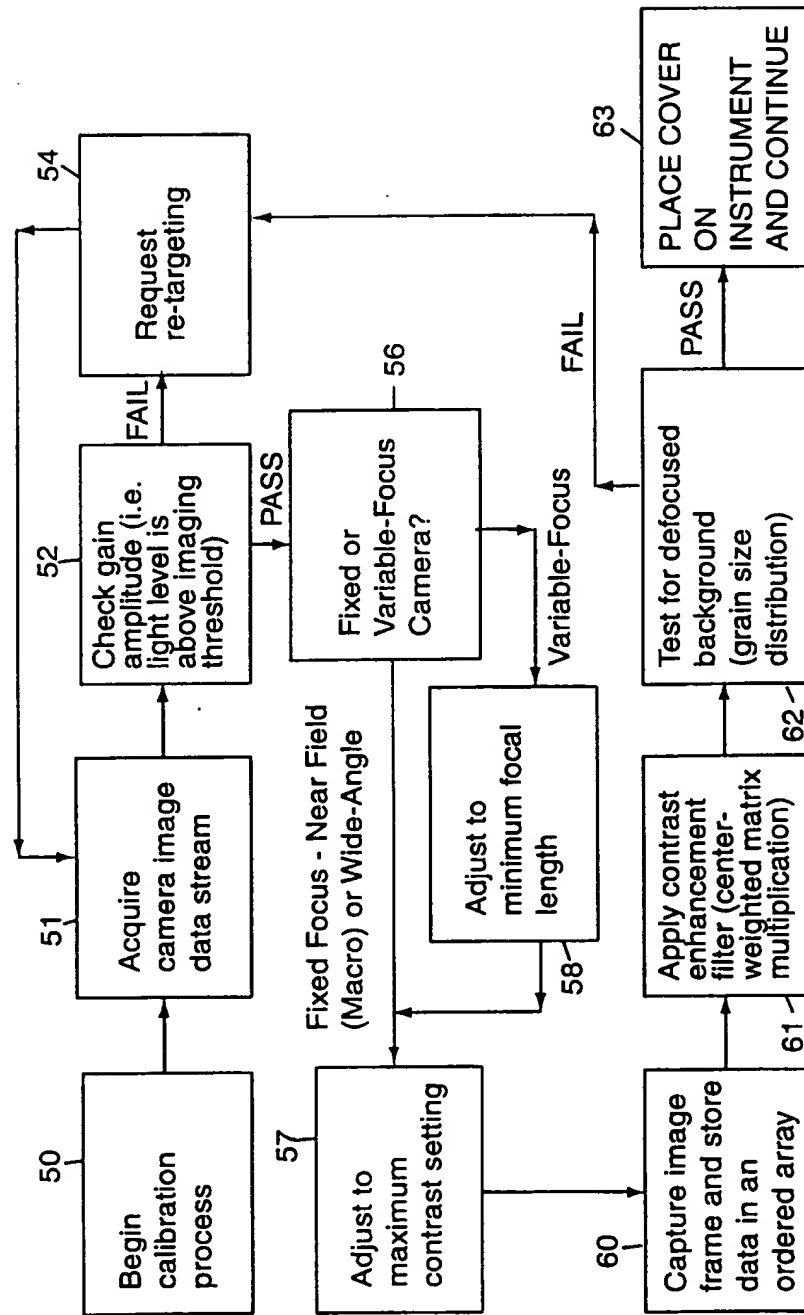 50
Begin
calibration
process
51
Acquire
camera image
data stream
52
Check gain
amplitude (i.e.
light level is
above imaging
threshold)
FAIL
54
Request
re-targeting
PASS
56
Fixed or
Variable-Focus
Camera?
Fixed Focus - Near Field
(Macro) or Wide-Angle
Variable-Focus
Adjust to
minimum focal
length
58
57
Adjust to
maximum
contrast setting
60
Capture image
frame and store
data in an
ordered array
61
Apply contrast
enhancement
filter (center-
weighted matrix
multiplication)
62
Test for defocused
background
(grain size
distribution)
FAIL
PASS
63
PLACE COVER
ON
INSTRUMENT
AND CONTINUE